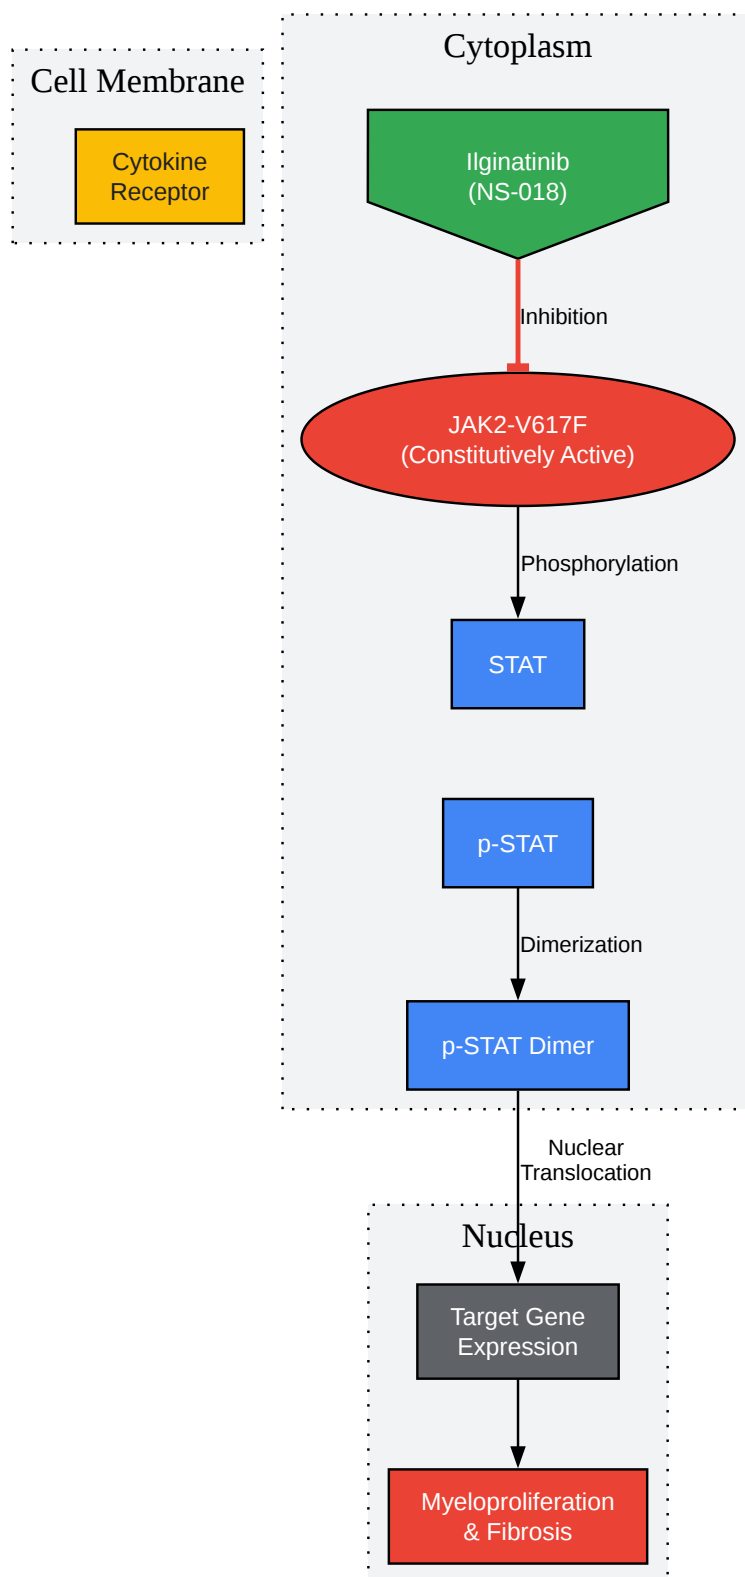 Cell Membrane
Cytokine
Receptor
Cytoplasm
Ilginatinib
(NS-018)
Inhibition
JAK2-V617F
(Constitutively Active)
Phosphorylation
STAT
p-STAT
Dimerization
p-STAT Dimer
Nuclear
Translocation
Nucleus
Target Gene
Expression
Myeloproliferation
& Fibrosis